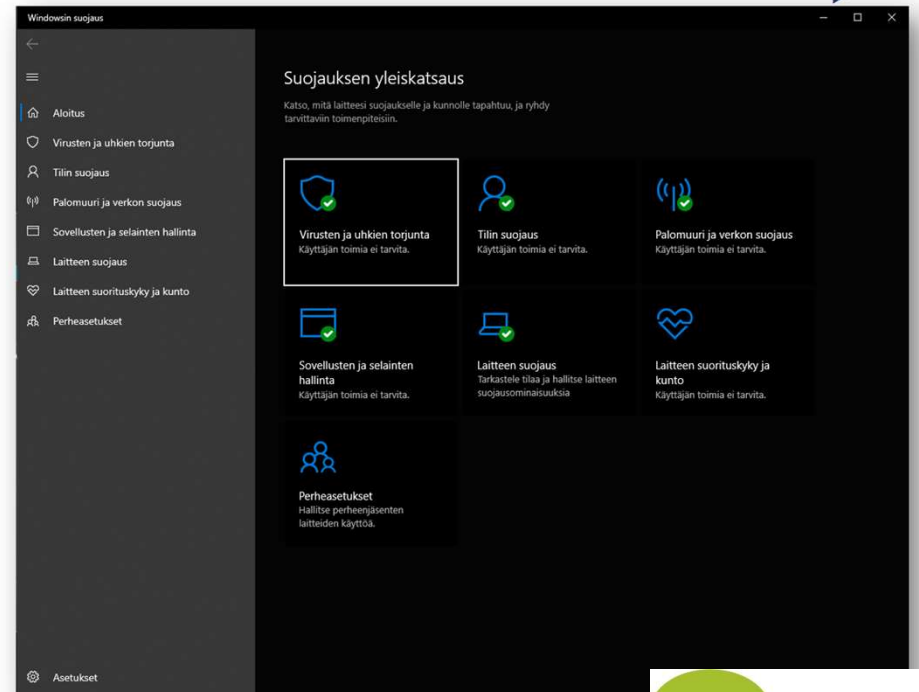 Windowsin suojaus
Aloitus
Virusten ja uhkien torjunta
Tilin suojaus
Palomuuri ja verkon suojaus
Sovellusten ja selainten hallinta
Laitteen suojaus
Laitteen suorituskyky ja kunto
Perheasetukset
Asetukset
Suojauksen yleiskatsaus
Katso, mitä laitteesi suojaukselle ja kunnolle tapahtuu, ja ryhdy
tarvittaviin toimenpiteisiin.
Virusten ja uhkien torjunta
Käyttäjän toimia ei tarvita.
Tilin suojaus
Käyttäjän toimia ei tarvita.
Palomuuri ja verkon suojaus
Käyttäjän toimia ei tarvita.
Sovellusten ja selainten
hallinta
Käyttäjän toimia ei tarvita.
Laitteen suojaus
Tarkastele tilaa ja hallitse laitteen
suojausominaisuuksia
Laitteen suorituskyky ja
kunto
Käyttäjän toimia ei tarvita.
Perheasetukset
Hallitse perheenjäsenten
laitteiden käyttöä.